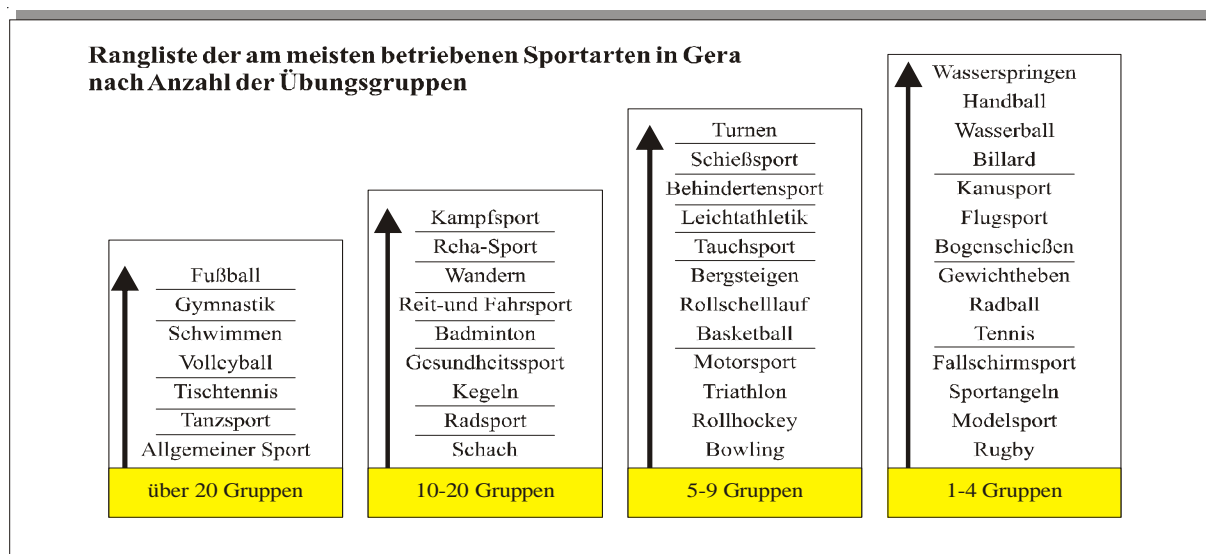 Rangliste der am meisten betriebenen Sportarten in Gera
nach Anzahl der Übungsgruppen
Fußball
Gymnastik
Schwimmen
Volleyball
Tischtennis
Tanzsport
Allgemeiner Sport
über 20 Gruppen
Kampfsport
Reha-Sport
Wandern
Reit-und Fahrsport
Badminton
Gesundheitssport
Kegeln
Radsport
Schach
10-20 Gruppen
Turnen
Schießsport
Behindertensport
Leichtathletik
Tauchsport
Bergsteigen
Rollschelllauf
Basketball
Motorsport
Triathlon
Rollhockey
Bowling
5-9 Gruppen
Wasserspringen
Handball
Wasserball
Billard
Kanusport
Flugsport
Bogenschießen
Gewichtheben
Radball
Tennis
Fallschirmsport
Sportangeln
Modelsport
Rugby
1-4 Gruppen